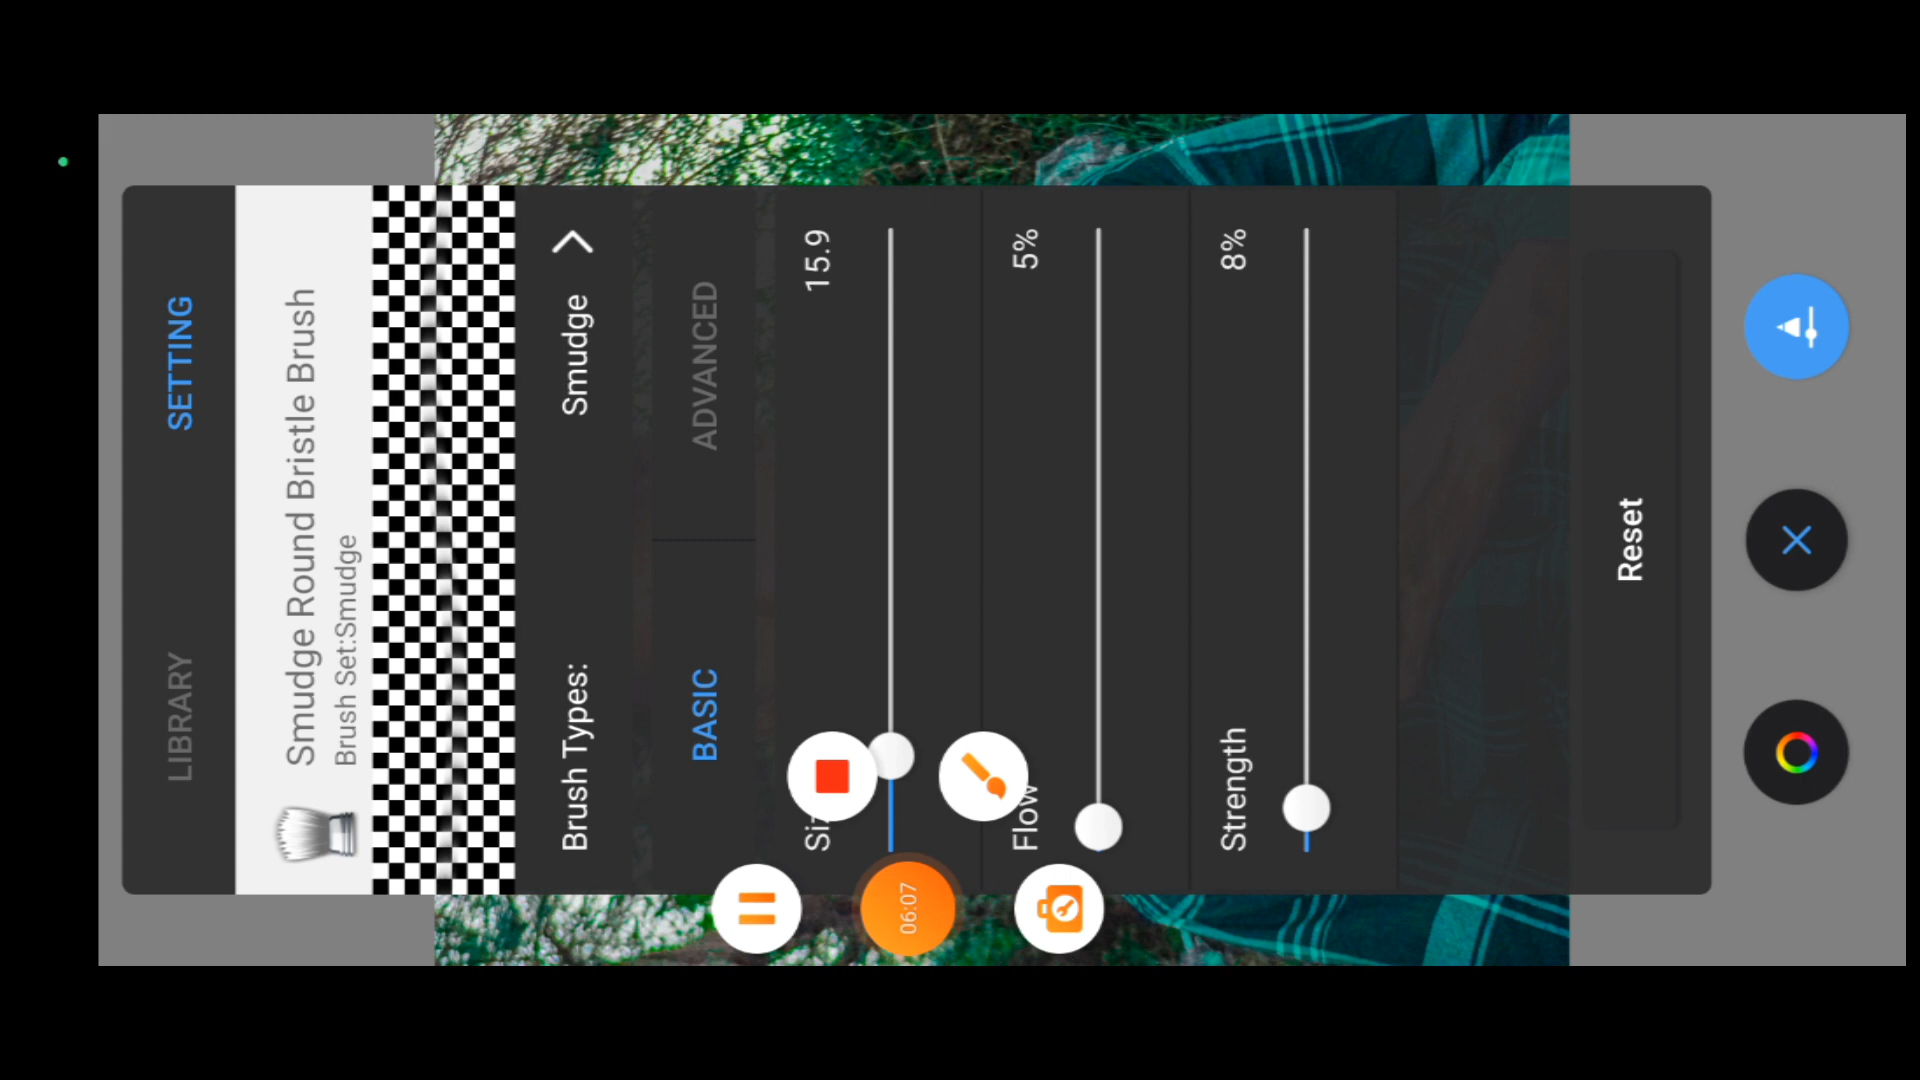 LIBRARY SETTING
Smudge Round Bristle Brush
Brush Set:Smudge
Brush Types: Smudge
BASIC ADVANCED
15.9
Flow 5%
Strength 8%
Reset
06:07